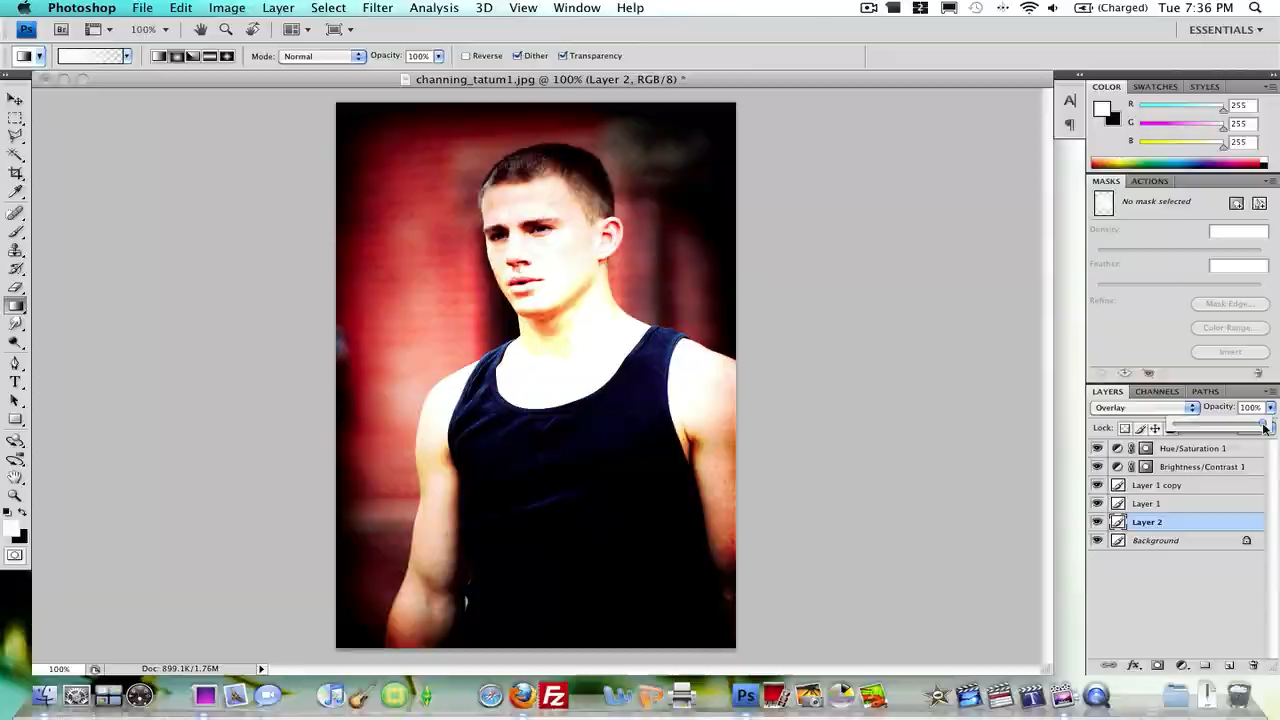 Photoshop File Edit Image Layer Select Filter Analysis 3D View Window Help (Charged) Tue 7:36 PM
Ps Br 100% ESSENTIALS
Mode: Normal Opacity: 100% Reverse Dither Transparency
channing_tatum1.jpg @ 100% (Layer 2, RGB/8) *
COLOR SWATCHES STYLES
R 255
G 255
B 255
MASKS ACTIONS
No mask selected
Density:
Feather:
Refine: Mask Edge...
Color Range...
Invert
LAYERS CHANNELS PATHS
Overlay Opacity: 100%
Lock:
Hue/Saturation 1
Brightness/Contrast 1
Layer 1 copy
Layer 1
Layer 2
Background
100% Doc: 899.1K/1.76M
Ps Fz